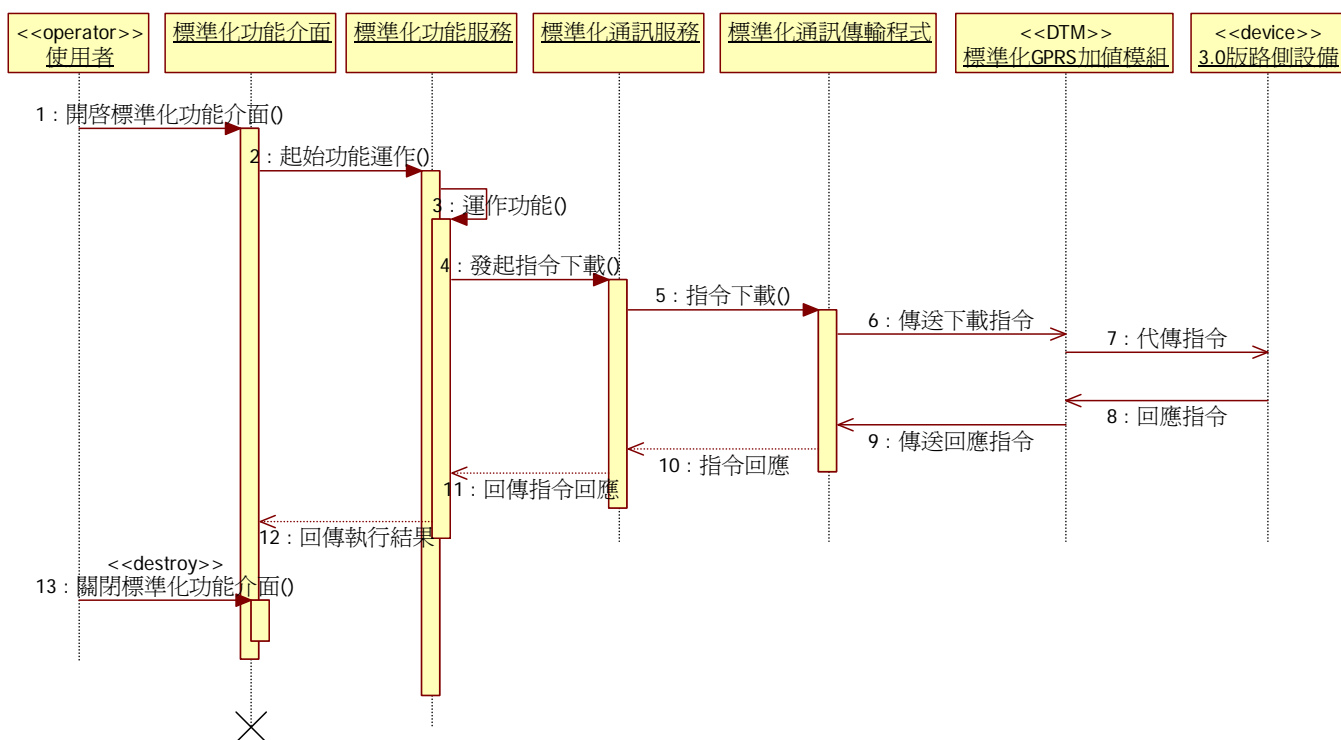 <<operator>>
使用者
標準化功能介面
標準化功能服務
標準化通訊服務
標準化通訊傳輸程式
<<DTM>>
標準化GPRS加值模組
<<device>>
3.0版路側設備
1 : 開啓標準化功能介面()
2 : 起始功能運作()
3 : 運作功能()
4 : 發起指令下載()
5 : 指令下載()
6 : 傳送下載指令
7 : 代傳指令
8 : 回應指令
9 : 傳送回應指令
10 : 指令回應
11 : 回傳指令回應
12 : 回傳執行結果
<<destroy>>
13 : 關閉標準化功能介面()